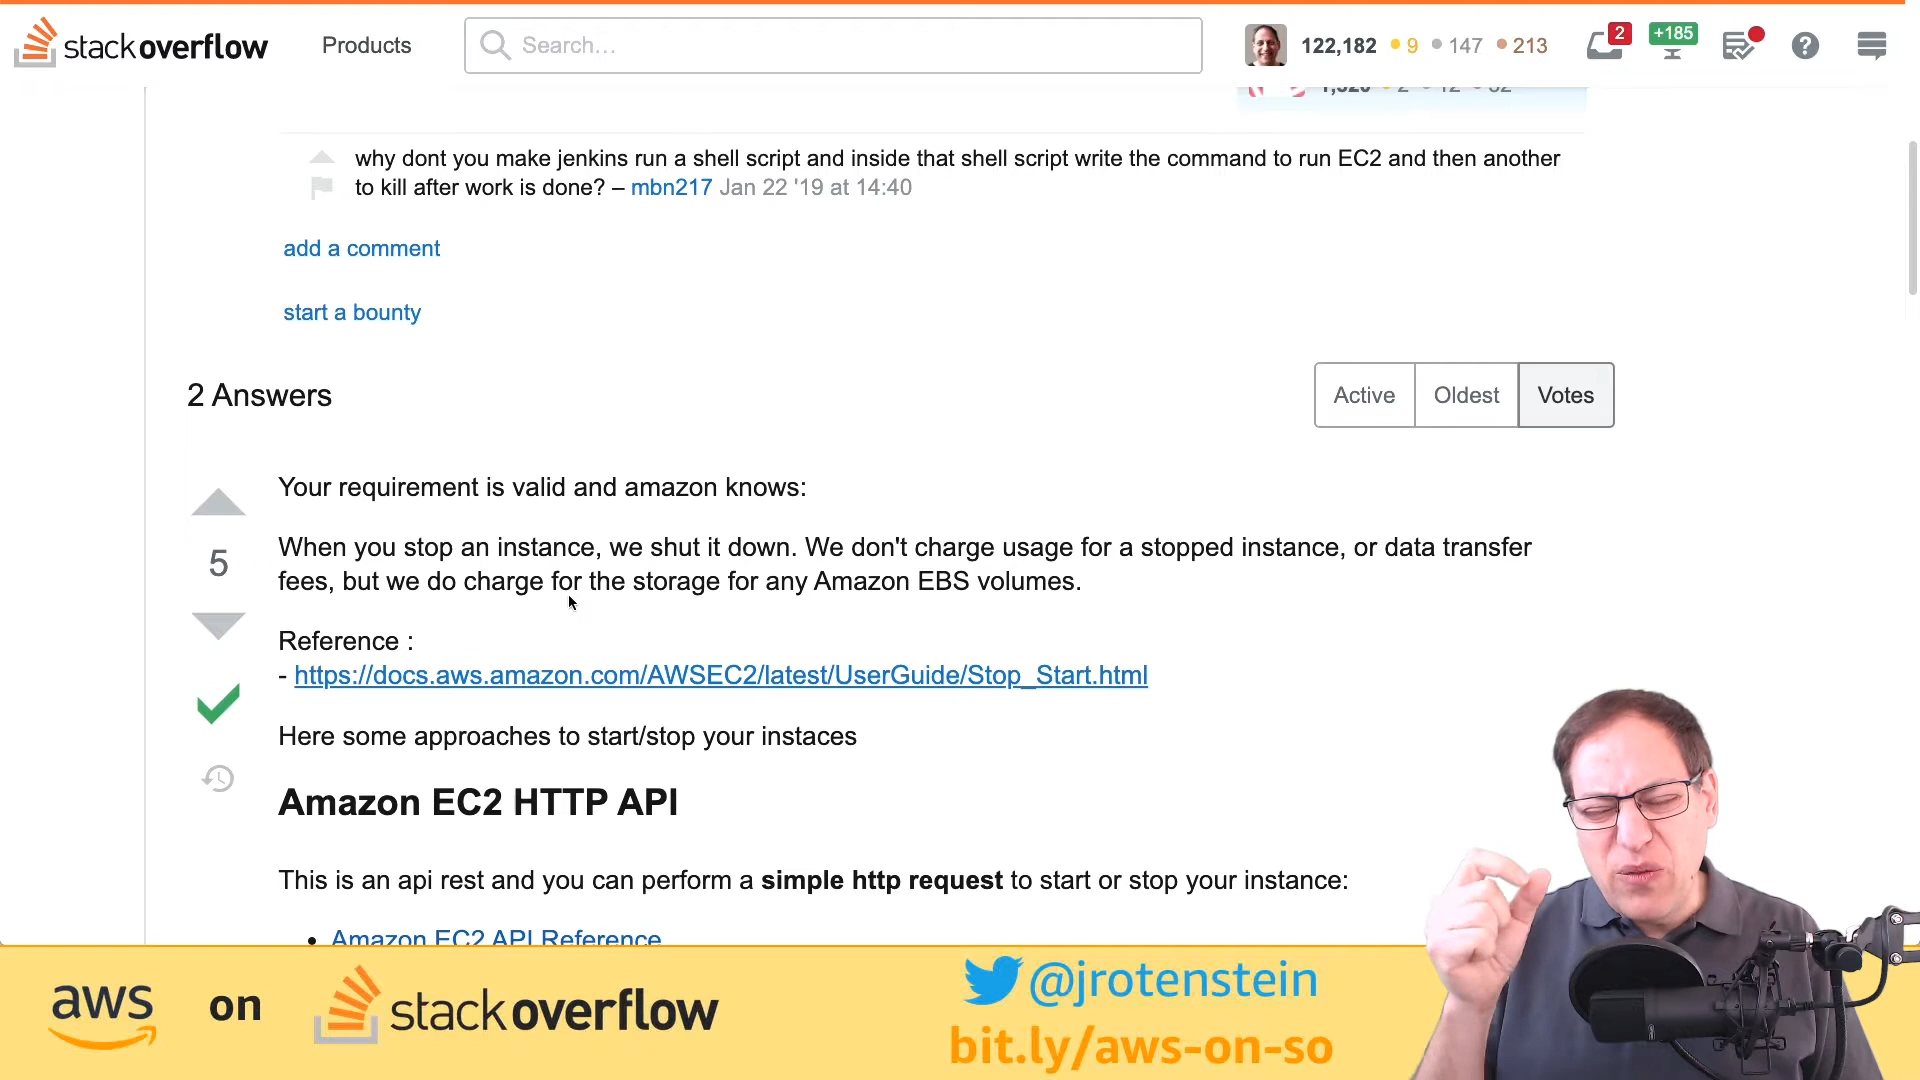 stackoverflow
Products
Search...
122,182 9 147 213
2
+185
why dont you make jenkins run a shell script and inside that shell script write the command to run EC2 and then another
to kill after work is done? – mbn217 Jan 22 '19 at 14:40
add a comment
start a bounty
2 Answers
Active Oldest Votes
Your requirement is valid and amazon knows:
When you stop an instance, we shut it down. We don't charge usage for a stopped instance, or data transfer
fees, but we do charge for the storage for any Amazon EBS volumes.
5
Reference :
- https://docs.aws.amazon.com/AWSEC2/latest/UserGuide/Stop_Start.html
Here some approaches to start/stop your instaces
Amazon EC2 HTTP API
This is an api rest and you can perform a simple http request to start or stop your instance:
• Amazon EC2 API Reference
aws on stackoverflow
@jrotenstein
bit.ly/aws-on-so